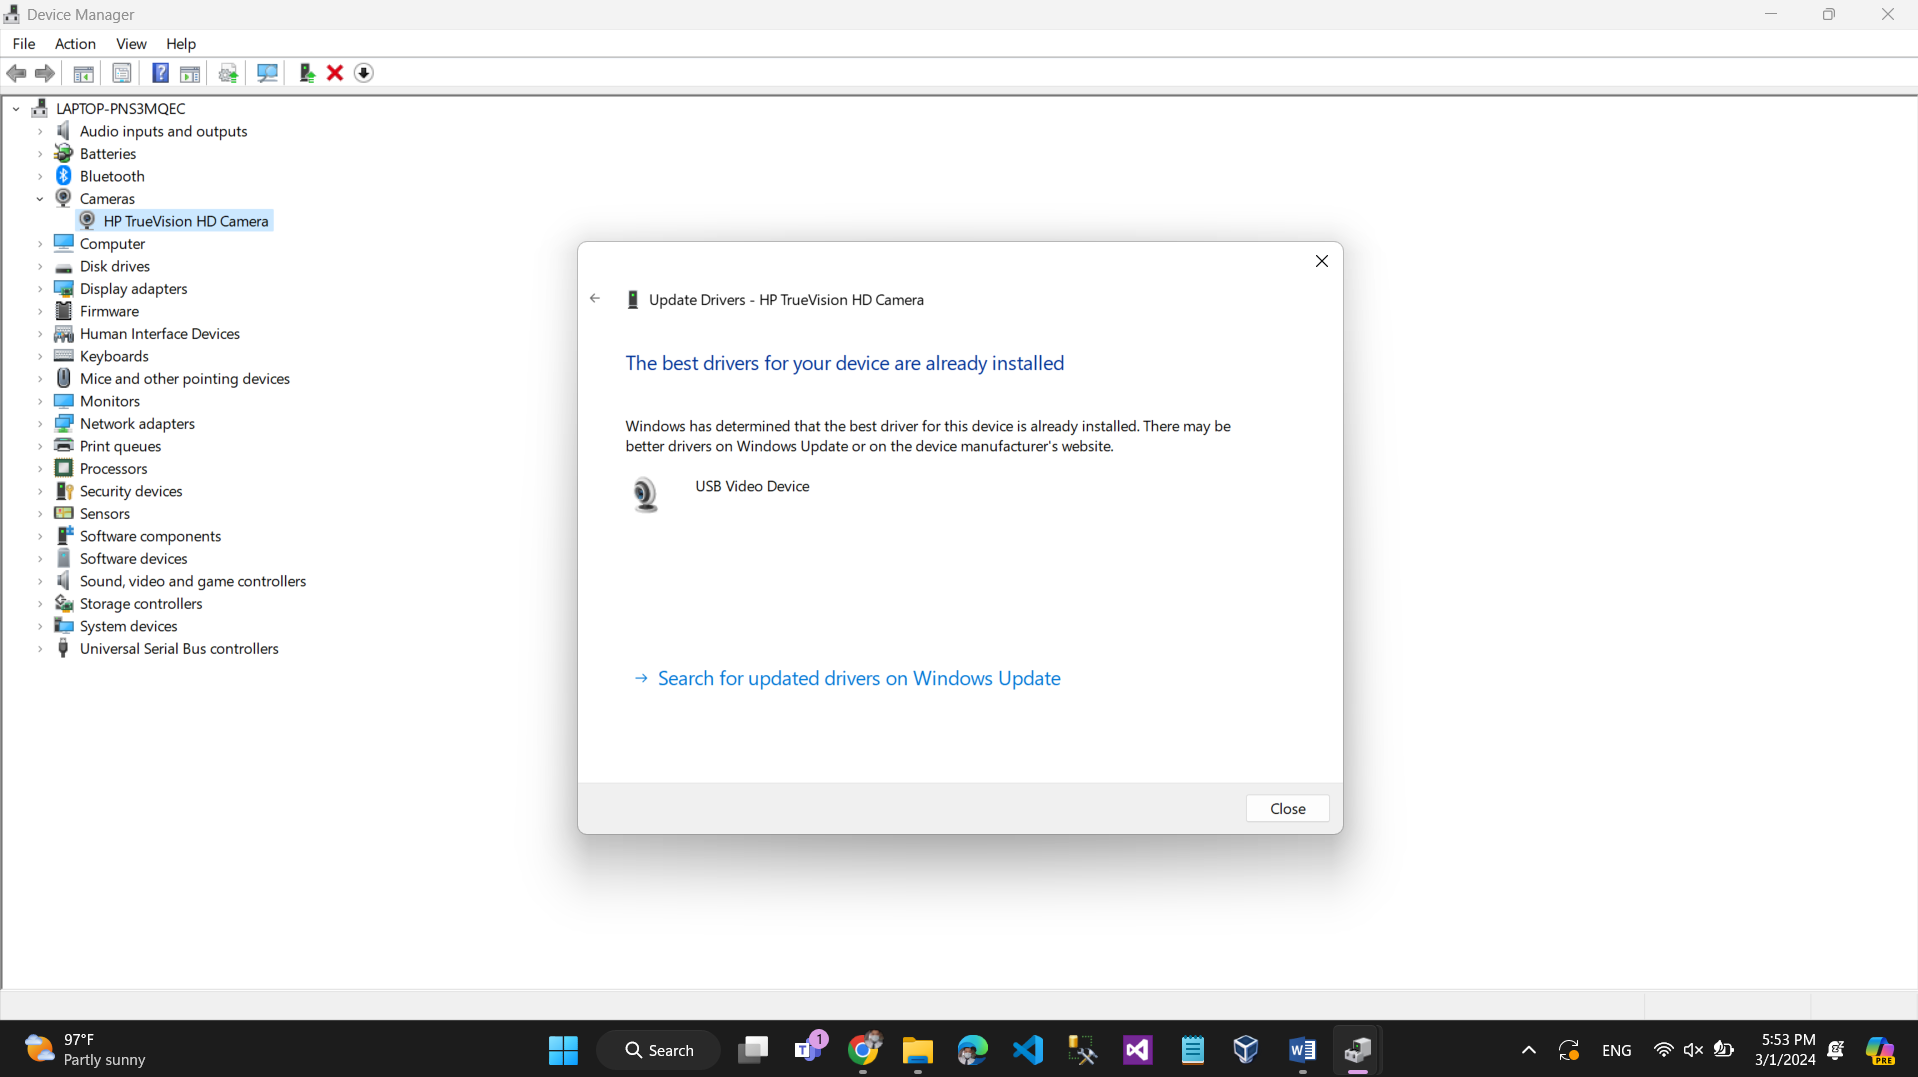 Device Manager
File Action View Help
LAPTOP-PNS3MQEC
Audio inputs and outputs
Batteries
Bluetooth
Cameras
HP TrueVision HD Camera
Computer
Disk drives
Display adapters
Firmware
Human Interface Devices
Keyboards
Mice and other pointing devices
Monitors
Network adapters
Print queues
Processors
Security devices
Sensors
Software components
Software devices
Sound, video and game controllers
Storage controllers
System devices
Universal Serial Bus controllers
Update Drivers - HP TrueVision HD Camera
The best drivers for your device are already installed
Windows has determined that the best driver for this device is already installed. There may be
better drivers on Windows Update or on the device manufacturer's website.
USB Video Device
Search for updated drivers on Windows Update
Close
97°F
Partly sunny
Search
1
ENG
5:53 PM
3/1/2024
PRE